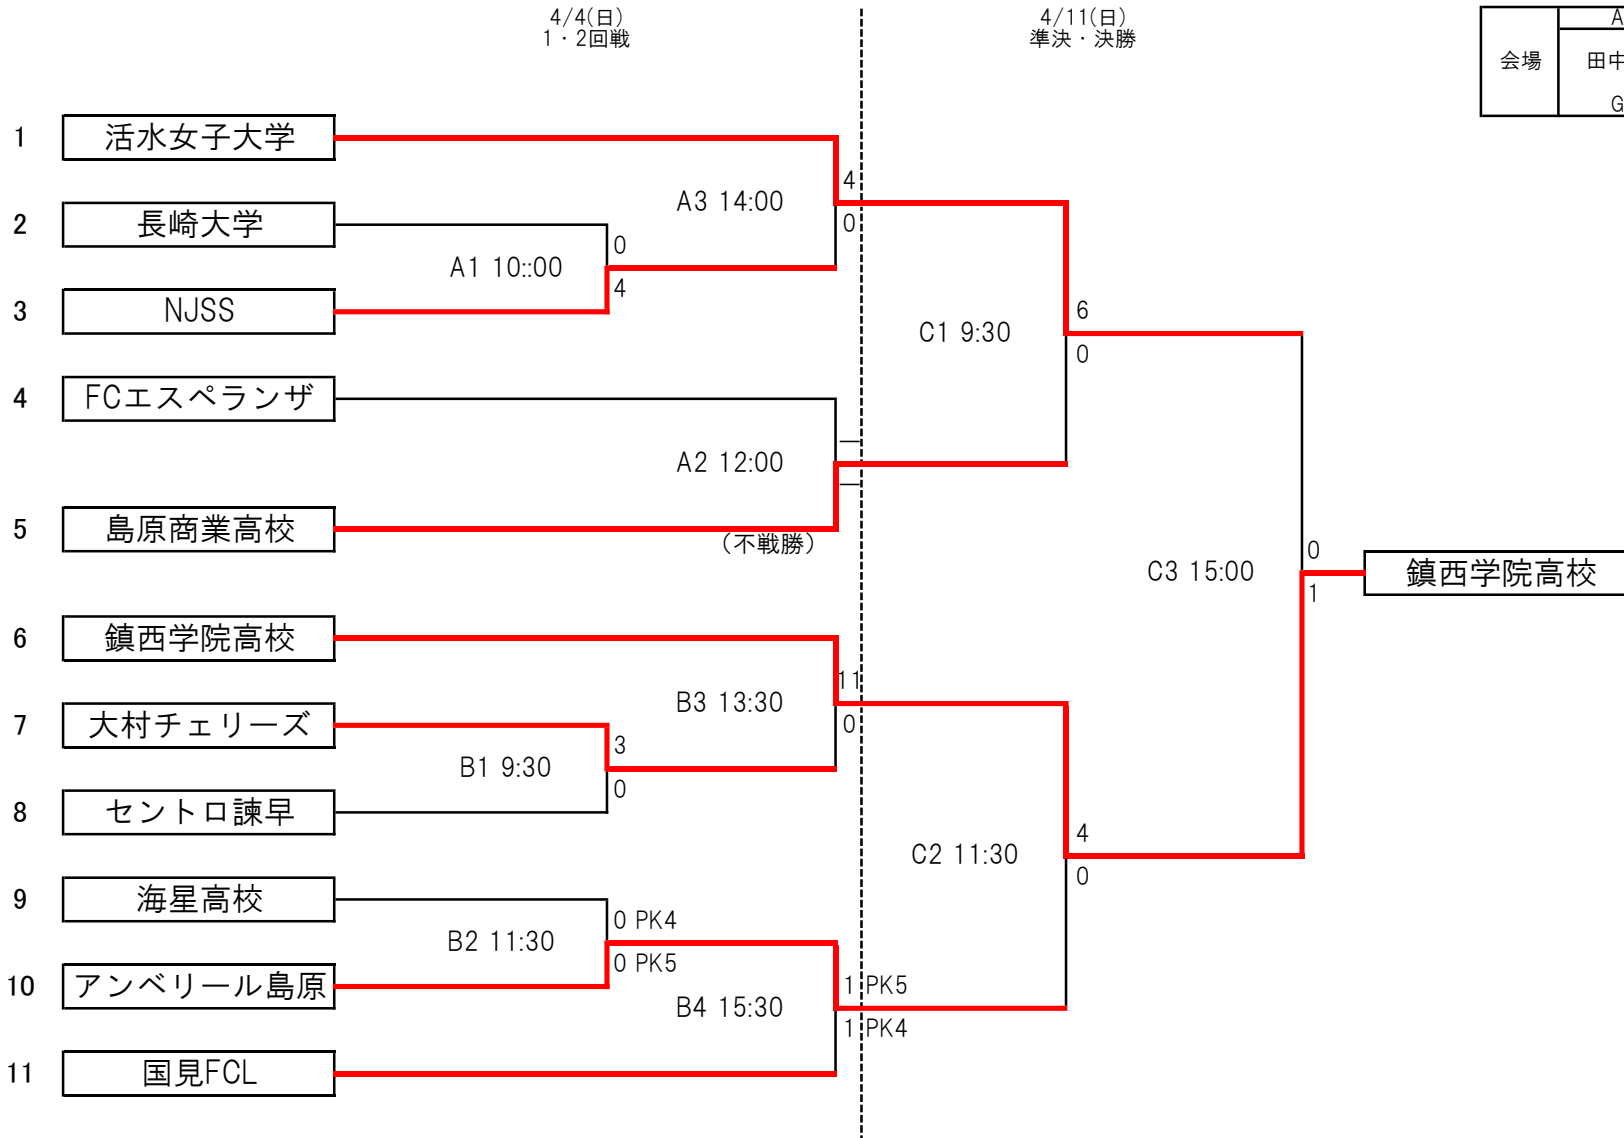 4/4(日)
1・2回戦
4/11(日)
準決・決勝
A
会場
田中
G
1 活水女子大学
4
A3 14:00
0
2 長崎大学
0
A1 10::00
4
3 NJSS
6
C1 9:30
0
4 FCエスペランザ
—
A2 12:00
—
5 島原商業高校
(不戦勝)
0
C3 15:00
鎮西学院高校
1
6 鎮西学院高校
11
B3 13:30
0
7 大村チェリーズ
3
B1 9:30
0
8 セントロ諫早
4
C2 11:30
0
9 海星高校
0 PK4
B2 11:30
0 PK5
10 アンベリール島原
1 PK5
B4 15:30
1 PK4
11 国見FCL